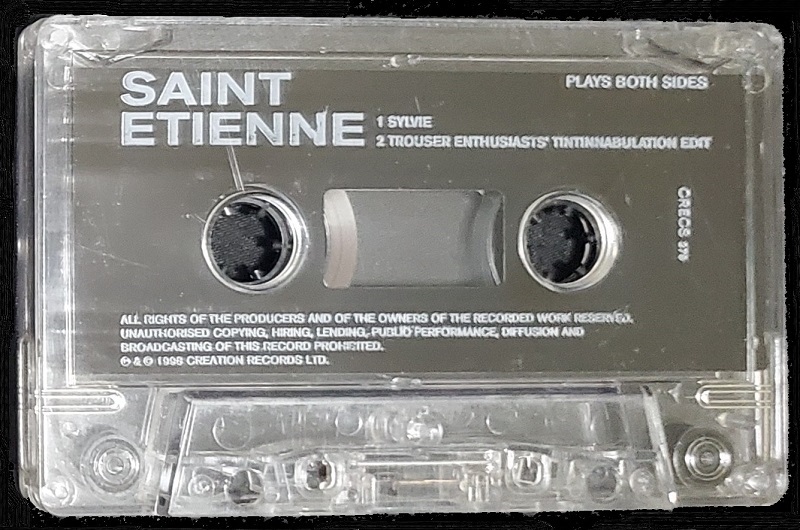 SAINT
ETIENNE
PLAYS BOTH SIDES
1 SYLVIE
2 TROUSER ENTHUSIASTS' TINTINNABULATION EDIT
CRECS 279
ALL RIGHTS OF THE PRODUCERS AND OF THE OWNERS OF THE RECORDED WORK RESERVED.
UNAUTHORISED COPYING, HIRING, LENDING, PUBLIC PERFORMANCE, DIFFUSION AND
BROADCASTING OF THIS RECORD PROHIBITED.
℗ & © 1998 CREATION RECORDS LTD.